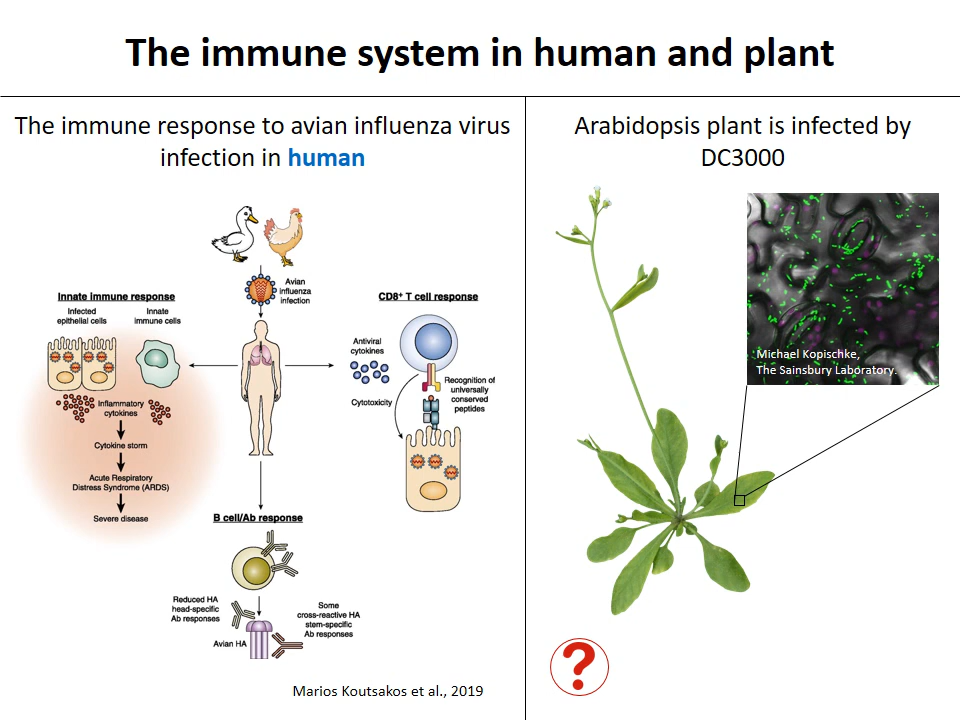 The immune system in human and plant
The immune response to avian influenza virus
infection in human
Avian
influenza
infection
Innate immune response
Infected
epithelial cells
Innate
immune cells
Inflammatory
cytokines
Cytokine storm
Acute Respiratory
Distress Syndrome (ARDS)
Severe disease
CD8⁺ T cell response
Antiviral
cytokines
Cytotoxicity
Recognition of
universally
conserved
peptides
B cell/Ab response
Reduced HA
head-specific
Ab responses
Avian HA
Some
cross-reactive HA
stem-specific
Ab responses
Marios Koutsakos et al., 2019
Arabidopsis plant is infected by
DC3000
Michael Kopischke,
The Sainsbury Laboratory.
?